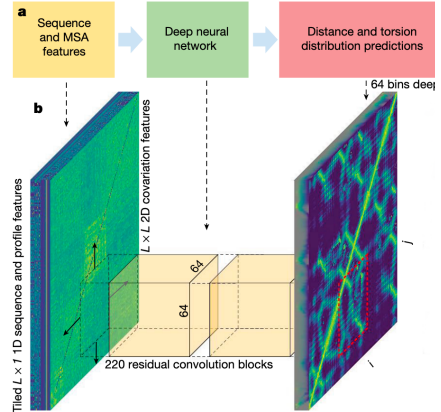 a
Sequence
and MSA
features
Deep neural
network
Distance and torsion
distribution predictions
64 bins deep
b
Tiled L × 1 1D sequence and profile features
L × L 2D covariation features
64
64
220 residual convolution blocks
j
i